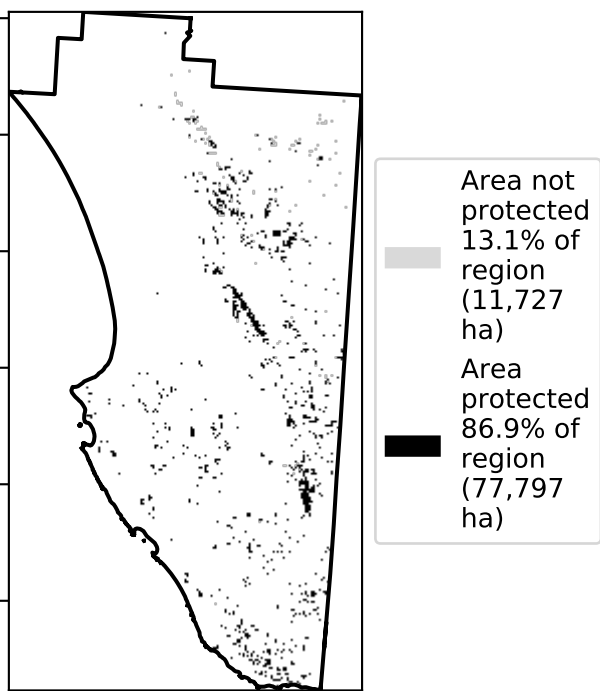 Area not
protected
13.1% of
region
(11,727
ha)
Area
protected
86.9% of
region
(77,797
ha)